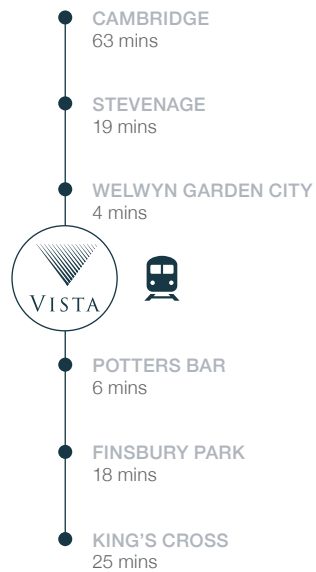 CAMBRIDGE
63 mins
STEVENAGE
19 mins
WELWYN GARDEN CITY
4 mins
VISTA
POTTERS BAR
6 mins
FINSBURY PARK
18 mins
KING'S CROSS
25 mins